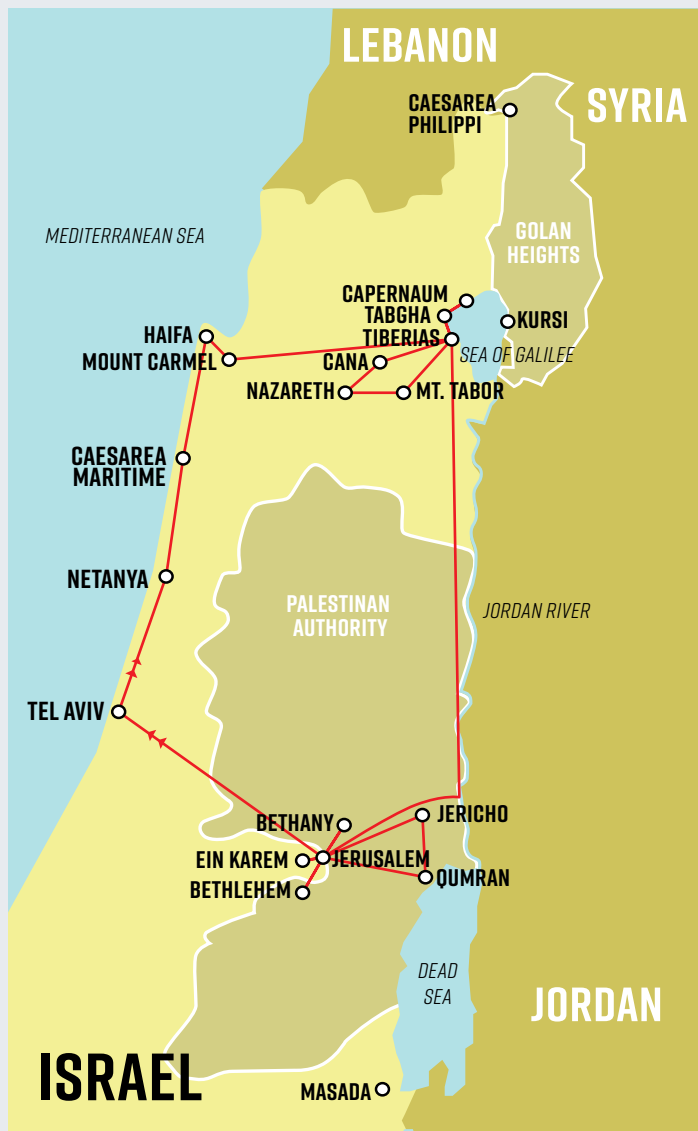 LEBANON
CAESAREA
PHILIPPI
SYRIA
MEDITERRANEAN SEA
GOLAN
HEIGHTS
CAPERNAUM
TABGHA
KURSI
HAIFA
TIBERIAS
SEA OF GALILEE
MOUNT CARMEL
CANA
NAZARETH
MT. TABOR
CAESAREA
MARITIME
NETANYA
PALESTINAN
AUTHORITY
JORDAN RIVER
TEL AVIV
BETHANY
JERICHO
EIN KAREM
JERUSALEM
BETHLEHEM
QUMRAN
DEAD
SEA
JORDAN
ISRAEL
MASADA